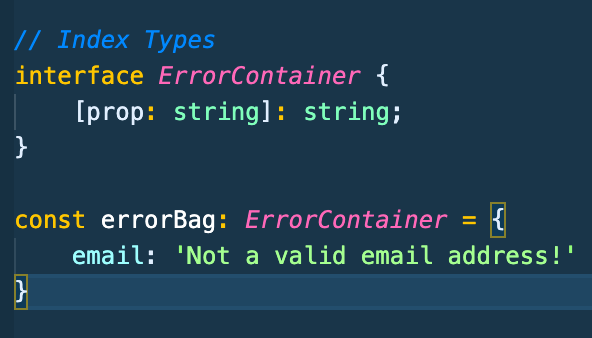 // Index Types
interface ErrorContainer {
    [prop: string]: string;
}

const errorBag: ErrorContainer = {
    email: 'Not a valid email address!'
}